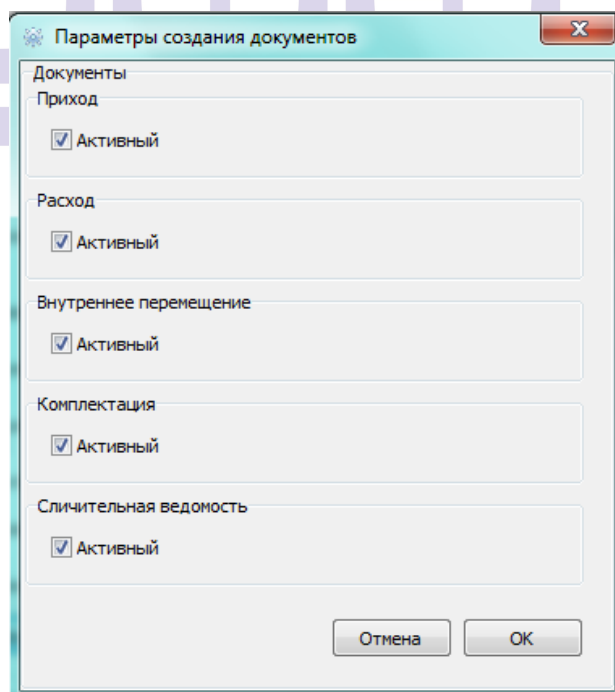 Параметры создания документов
Документы
Приход
Активный
Расход
Активный
Внутреннее перемещение
Активный
Комплектация
Активный
Сличительная ведомость
Активный
Отмена
OK